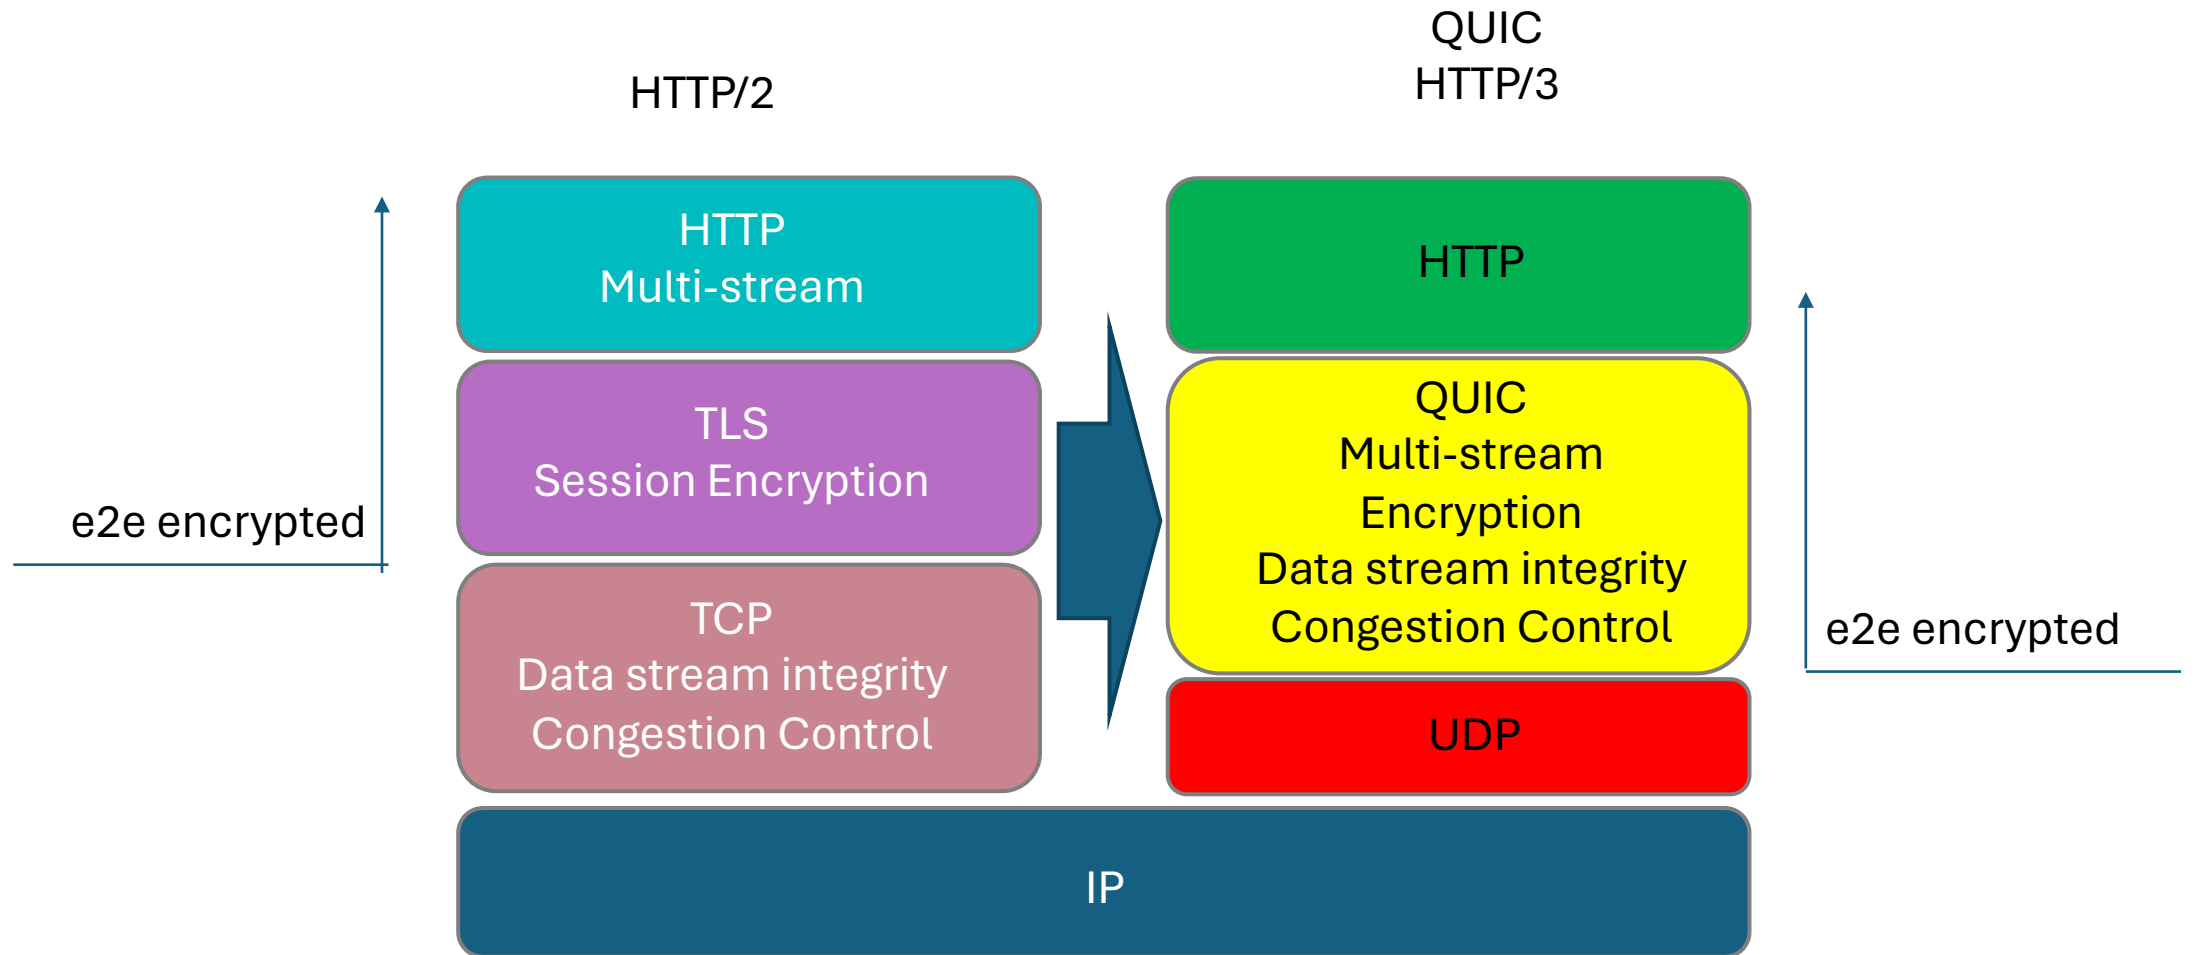 QUIC
HTTP/3
HTTP/2
HTTP
Multi-stream
TLS
Session Encryption
e2e encrypted
TCP
Data stream integrity
Congestion Control
HTTP
QUIC
Multi-stream
Encryption
Data stream integrity
Congestion Control
e2e encrypted
UDP
IP